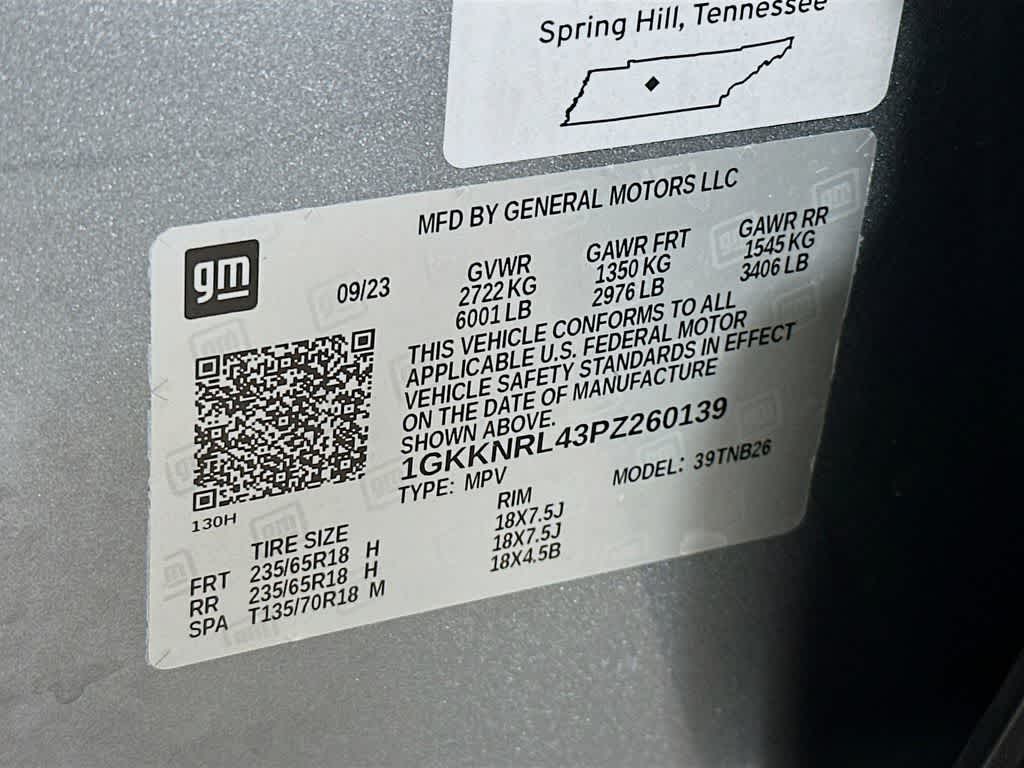 Spring Hill, Tennessee
MFD BY GENERAL MOTORS LLC
gm
09/23
GVWR GAWR FRT GAWR RR
2722 KG 1350 KG 1545 KG
6001 LB 2976 LB 3406 LB
THIS VEHICLE CONFORMS TO ALL
APPLICABLE U.S. FEDERAL MOTOR
VEHICLE SAFETY STANDARDS IN EFFECT
ON THE DATE OF MANUFACTURE
SHOWN ABOVE.
1GKKNRL43PZ260139
TYPE: MPV MODEL: 39TNB26
130H
TIRE SIZE RIM
FRT 235/65R18 H 18X7.5J
RR 235/65R18 H 18X7.5J
SPA T135/70R18 M 18X4.5B